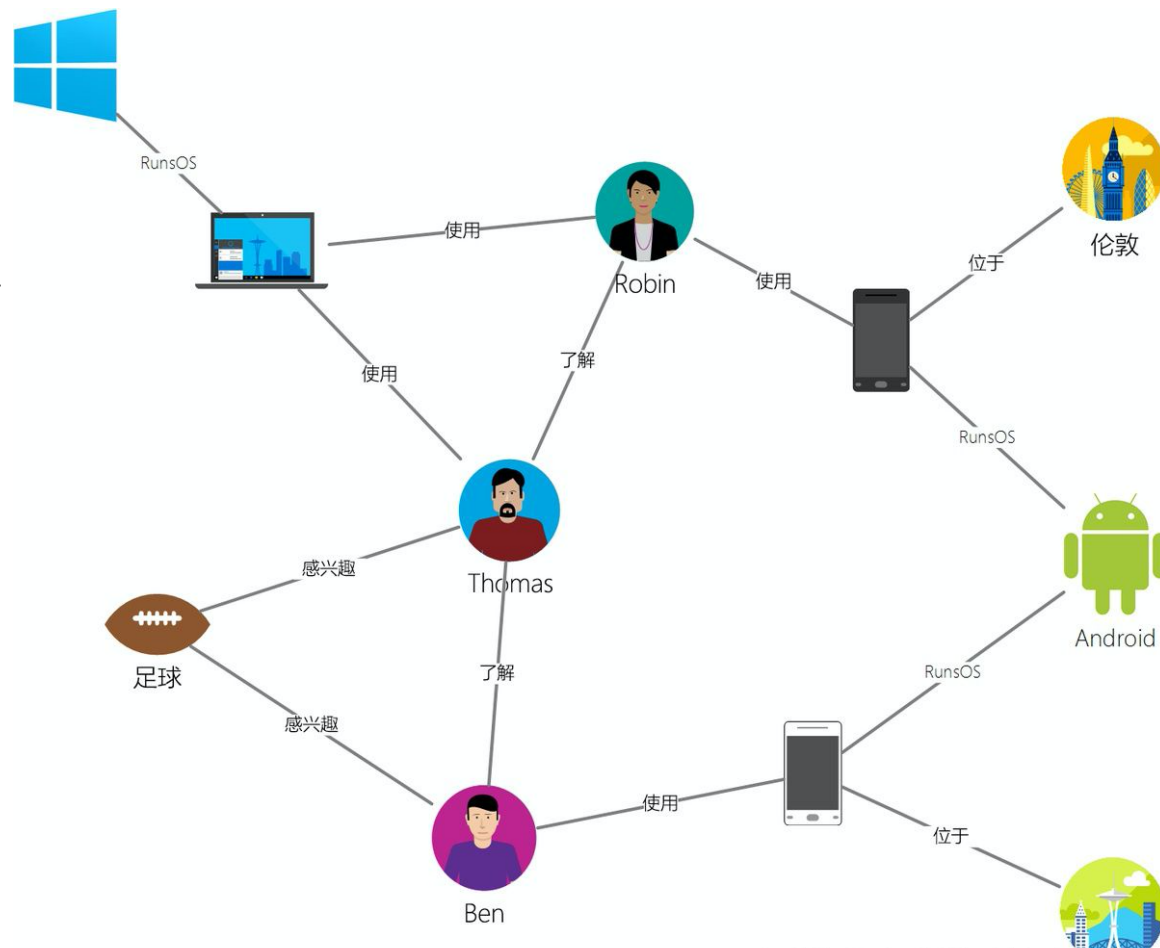 RunsOS
使用
Robin
伦敦
位于
使用
使用
了解
RunsOS
Thomas
感兴趣
足球
Android
了解
RunsOS
感兴趣
使用
位于
Ben